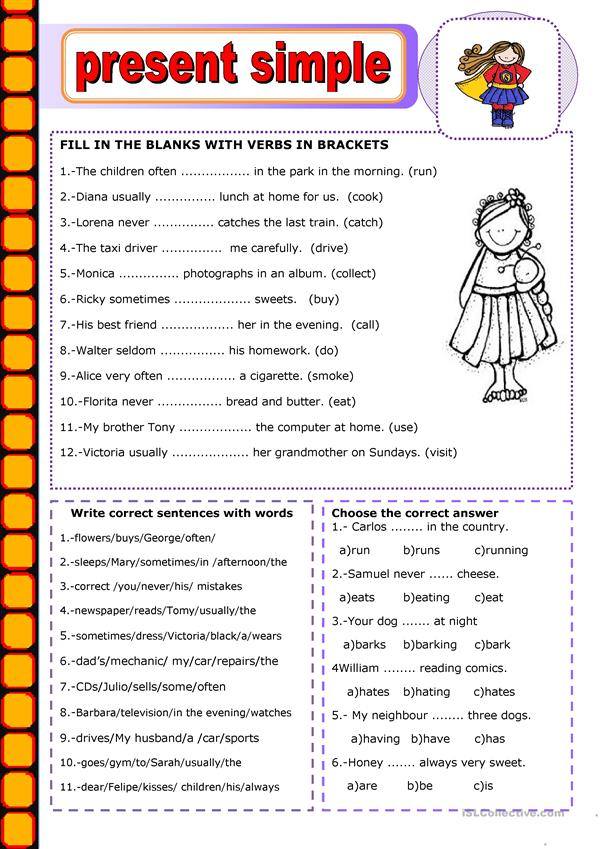 present simple
FILL IN THE BLANKS WITH VERBS IN BRACKETS
1.-The children often ................ in the park in the morning. (run)
2.-Diana usually .............. lunch at home for us. (cook)
3.-Lorena never .............. catches the last train. (catch)
4.-The taxi driver .............. me carefully. (drive)
5.-Monica .............. photographs in an album. (collect)
6.-Ricky sometimes .................. sweets. (buy)
7.-His best friend ................. her in the evening. (call)
8.-Walter seldom ............... his homework. (do)
9.-Alice very often ................ a cigarette. (smoke)
10.-Florita never ............... bread and butter. (eat)
11.-My brother Tony ................. the computer at home. (use)
12.-Victoria usually .................. her grandmother on Sundays. (visit)
Write correct sentences with words
1.-flowers/buys/George/often/
2.-sleeps/Mary/sometimes/in /afternoon/the
3.-correct /you/never/his/ mistakes
4.-newspaper/reads/Tomy/usually/the
5.-sometimes/dress/Victoria/black/a/wears
6.-dad's/mechanic/ my/car/repairs/the
7.-CDs/Julio/sells/some/often
8.-Barbara/television/in the evening/watches
9.-drives/My husband/a /car/sports
10.-goes/gym/to/Sarah/usually/the
11.-dear/Felipe/kisses/ children/his/always
Choose the correct answer
1.- Carlos ........ in the country.
a)run b)runs c)running
2.-Samuel never ...... cheese.
a)eats b)eating c)eat
3.-Your dog ....... at night
a)barks b)barking c)bark
4William ........ reading comics.
a)hates b)hating c)hates
5.- My neighbour ........ three dogs.
a)having b)have c)has
6.-Honey ....... always very sweet.
a)are b)be c)is
iSLCollective.com